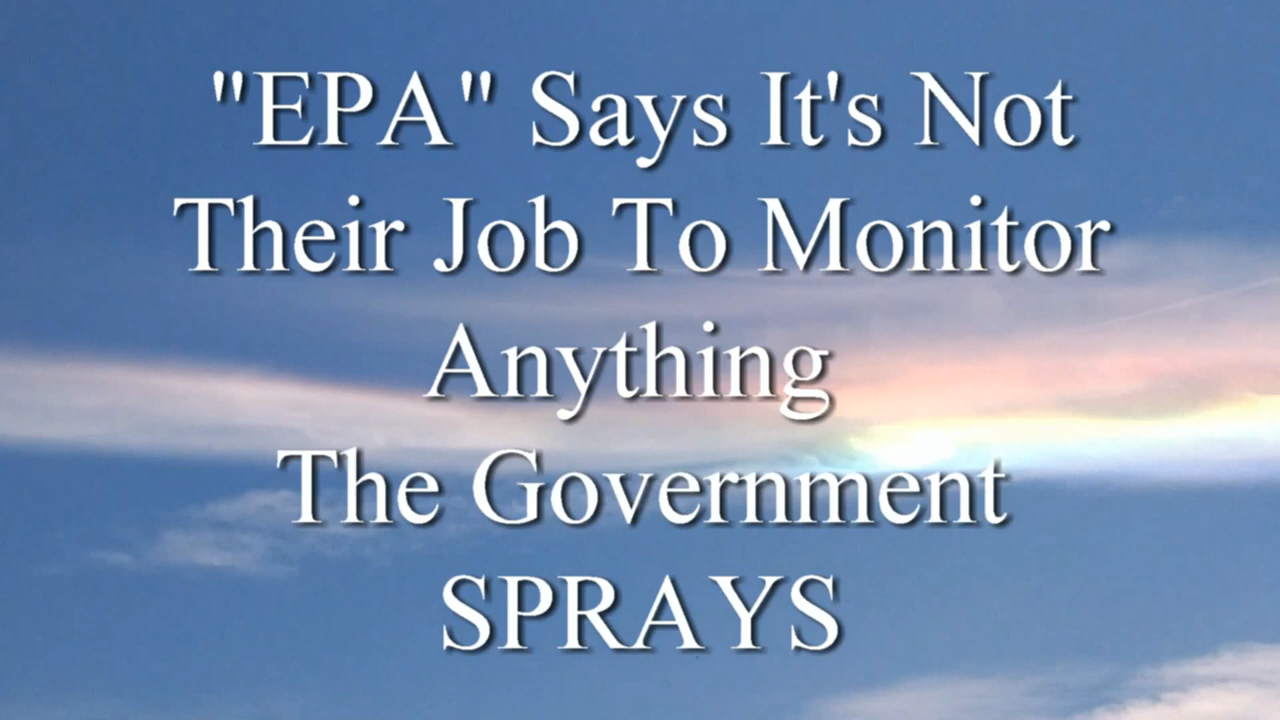 "EPA" Says It's Not
Their Job To Monitor
Anything
The Government
SPRAYS